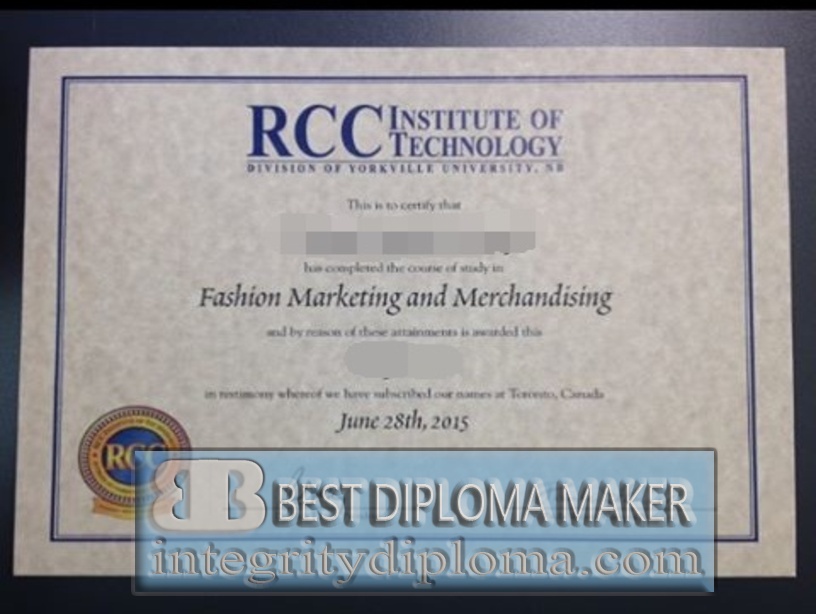 RCC INSTITUTE OF TECHNOLOGY
DIVISION OF YORKVILLE UNIVERSITY, NB
This is to certify that
has completed the course of study in
Fashion Marketing and Merchandising
and by reason of these attainments is awarded this
in testimony whereof we have subscribed our names at Toronto, Canada
June 28th, 2015
RCC
BEST DIPLOMA MAKER
integritydiploma.com